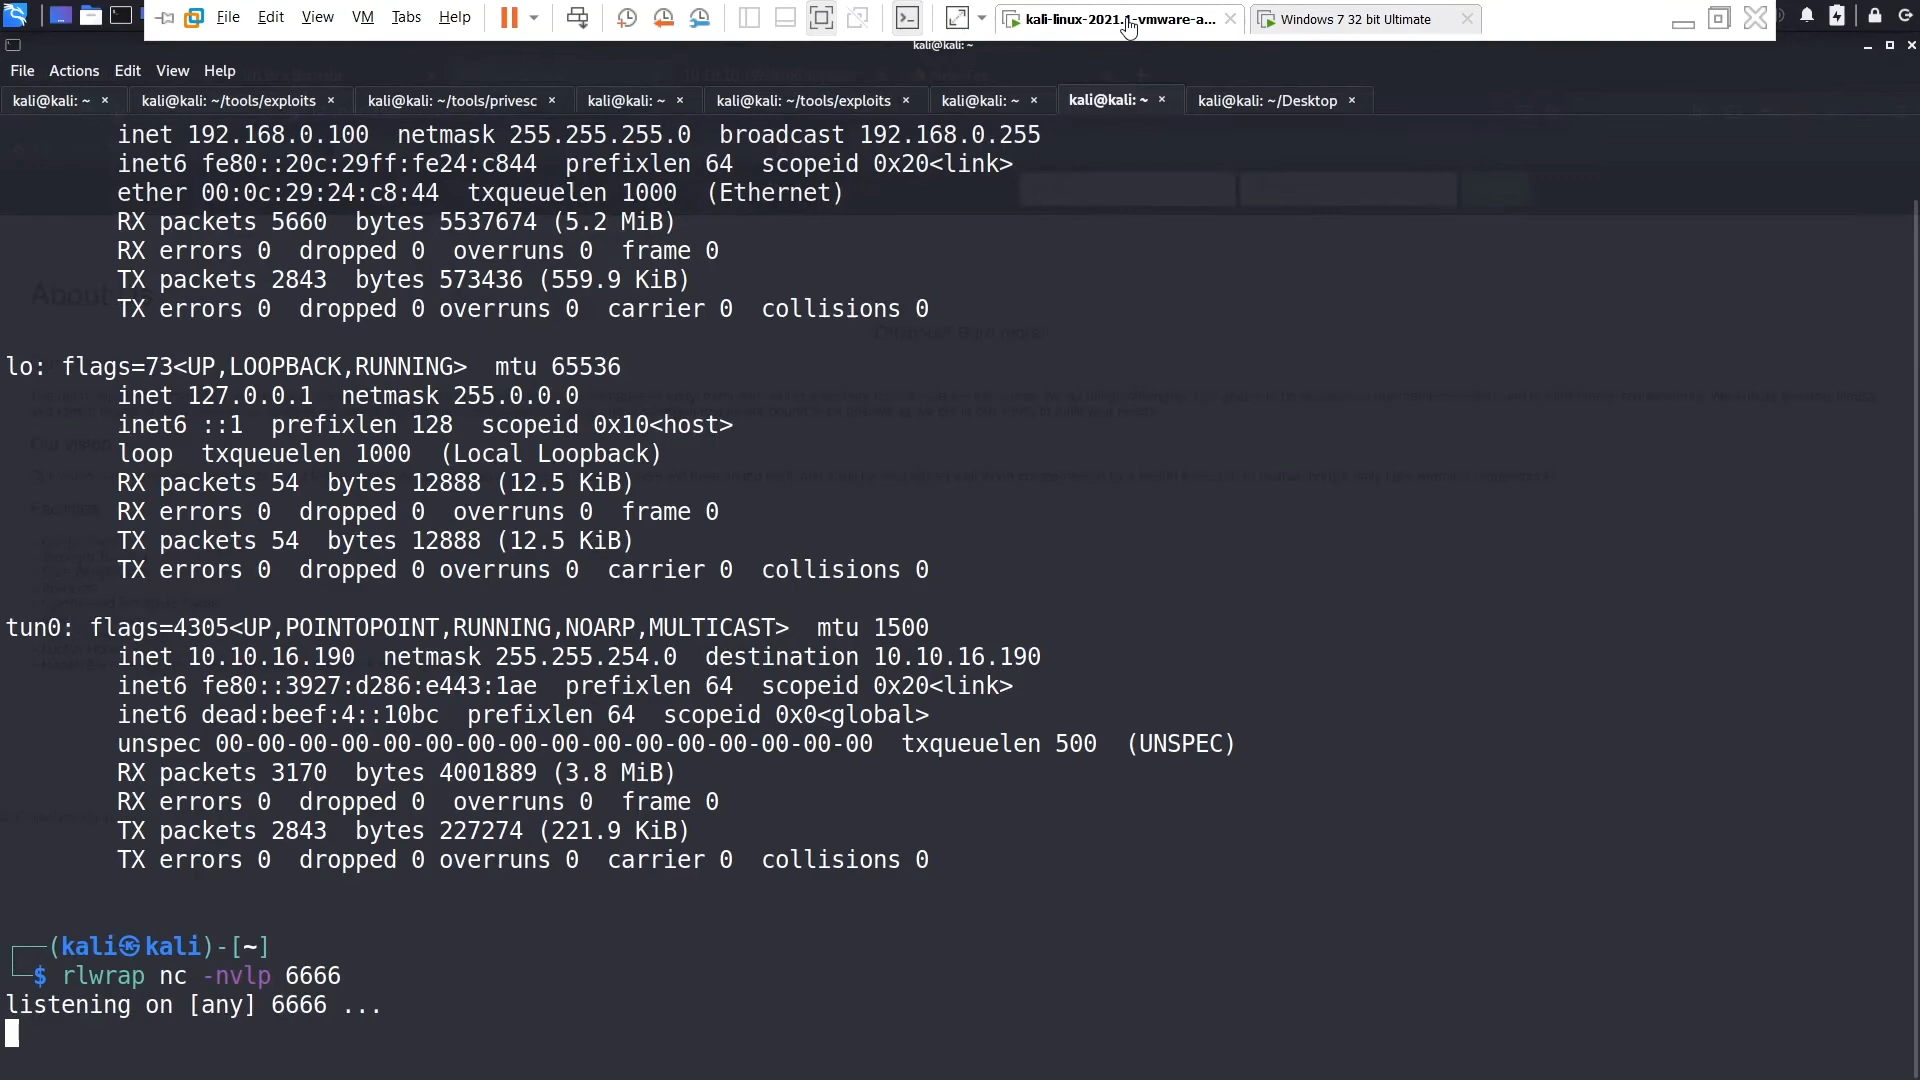 File Edit View VM Tabs Help
kali-linux-2021.1-vmware-a...
Windows 7 32 bit Ultimate
kali@kali: ~
File Actions Edit View Help
kali@kali: ~ × kali@kali: ~/tools/exploits × kali@kali: ~/tools/privesc × kali@kali: ~ × kali@kali: ~/tools/exploits × kali@kali: ~ × kali@kali: ~ × kali@kali: ~/Desktop ×
inet 192.168.0.100 netmask 255.255.255.0 broadcast 192.168.0.255
inet6 fe80::20c:29ff:fe24:c844 prefixlen 64 scopeid 0x20<link>
ether 00:0c:29:24:c8:44 txqueuelen 1000 (Ethernet)
RX packets 5660 bytes 5537674 (5.2 MiB)
RX errors 0 dropped 0 overruns 0 frame 0
TX packets 2843 bytes 573436 (559.9 KiB)
TX errors 0 dropped 0 overruns 0 carrier 0 collisions 0
lo: flags=73<UP,LOOPBACK,RUNNING> mtu 65536
inet 127.0.0.1 netmask 255.0.0.0
inet6 ::1 prefixlen 128 scopeid 0x10<host>
loop txqueuelen 1000 (Local Loopback)
RX packets 54 bytes 12888 (12.5 KiB)
RX errors 0 dropped 0 overruns 0 frame 0
TX packets 54 bytes 12888 (12.5 KiB)
TX errors 0 dropped 0 overruns 0 carrier 0 collisions 0
tun0: flags=4305<UP,POINTOPOINT,RUNNING,NOARP,MULTICAST> mtu 1500
inet 10.10.16.190 netmask 255.255.254.0 destination 10.10.16.190
inet6 fe80::3927:d286:e443:1ae prefixlen 64 scopeid 0x20<link>
inet6 dead:beef:4::10bc prefixlen 64 scopeid 0x0<global>
unspec 00-00-00-00-00-00-00-00-00-00-00-00-00-00-00-00 txqueuelen 500 (UNSPEC)
RX packets 3170 bytes 4001889 (3.8 MiB)
RX errors 0 dropped 0 overruns 0 frame 0
TX packets 2843 bytes 227274 (221.9 KiB)
TX errors 0 dropped 0 overruns 0 carrier 0 collisions 0
┌──(kali㉿kali)-[~]
└─$ rlwrap nc -nvlp 6666
listening on [any] 6666 ...